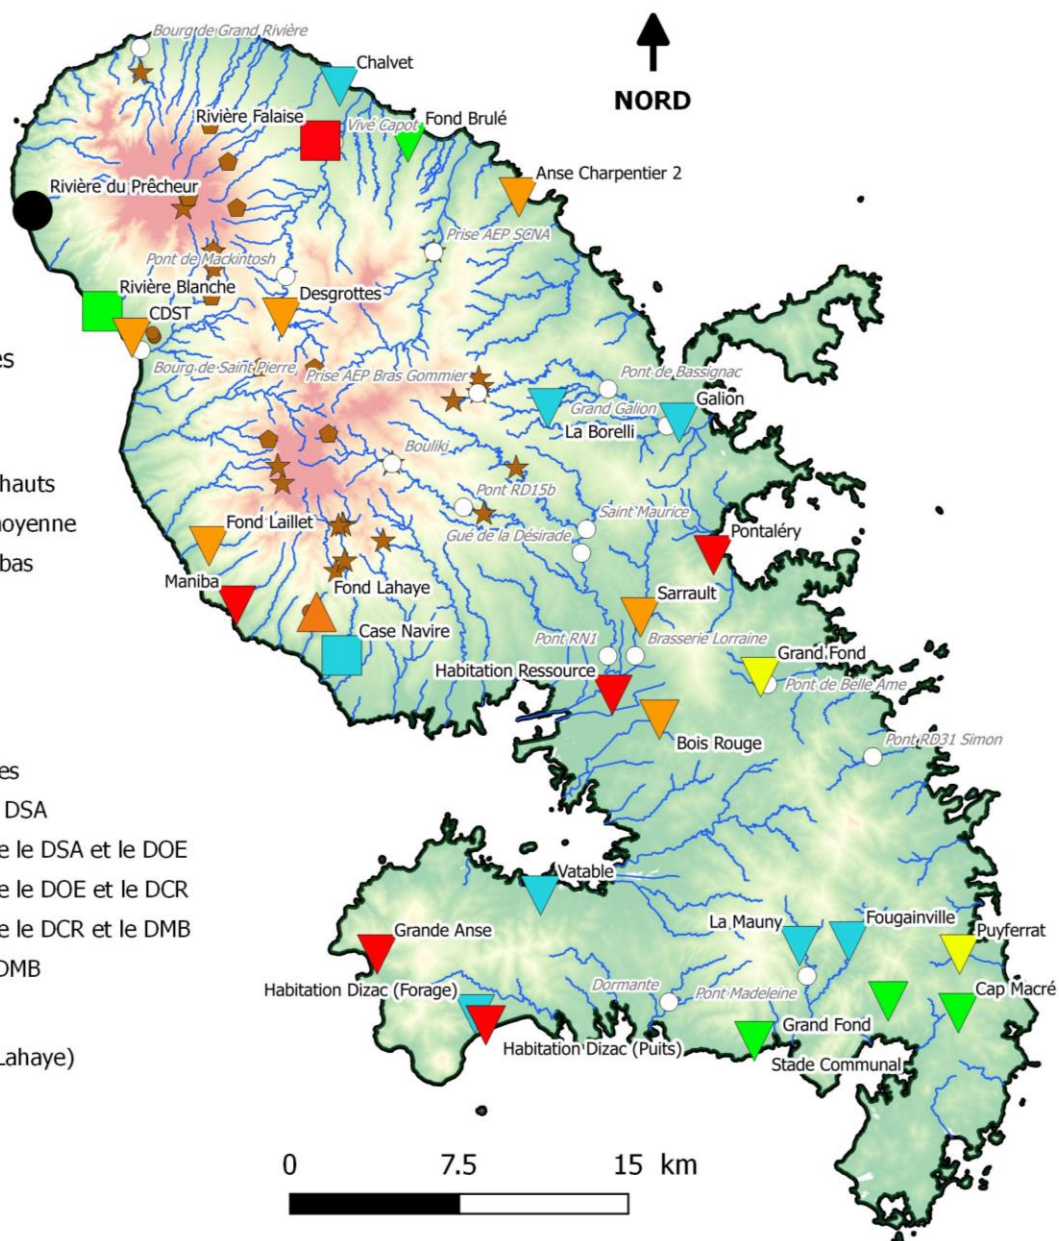 Bourg de Grand Rivière
Chalvet
NORD
Rivière Falaise
Vivé Capot
Fond Brulé
Anse Charpentier 2
Rivière du Prêcheur
Prise AEP SCNA
Pont de Mackintosh
Rivière Blanche
Desgrottes
CDST
es
Bourg de Saint Pierre
Prise AEP Bras Gommier
Pont de Bassignac
Grand Galion
Galion
La Borelli
Bouliki
hauts
Pont RD15b
noyenne
Fond Laillet
Saint Maurice
Gué de la Désirade
Pontaléry
bas
Maniba
Fond Lahaye
Sarrault
Case Navire
Pont RN1
Brasserie Lorraine
Grand Fond
Habitation Ressource
Pont de Belle Ame
Bois Rouge
Pont RD31 Simon
es
DSA
e le DSA et le DOE
Vatable
e le DOE et le DCR
La Mauny
Fougainville
e le DCR et le DMB
Grande Anse
Puyferrat
DMB
Habitation Dizac (Forage)
Dormante
Pont Madeleine
Cap Macré
Grand Fond
Habitation Dizac (Puits)
Lahaye)
Stade Communal
0 7.5 15 km